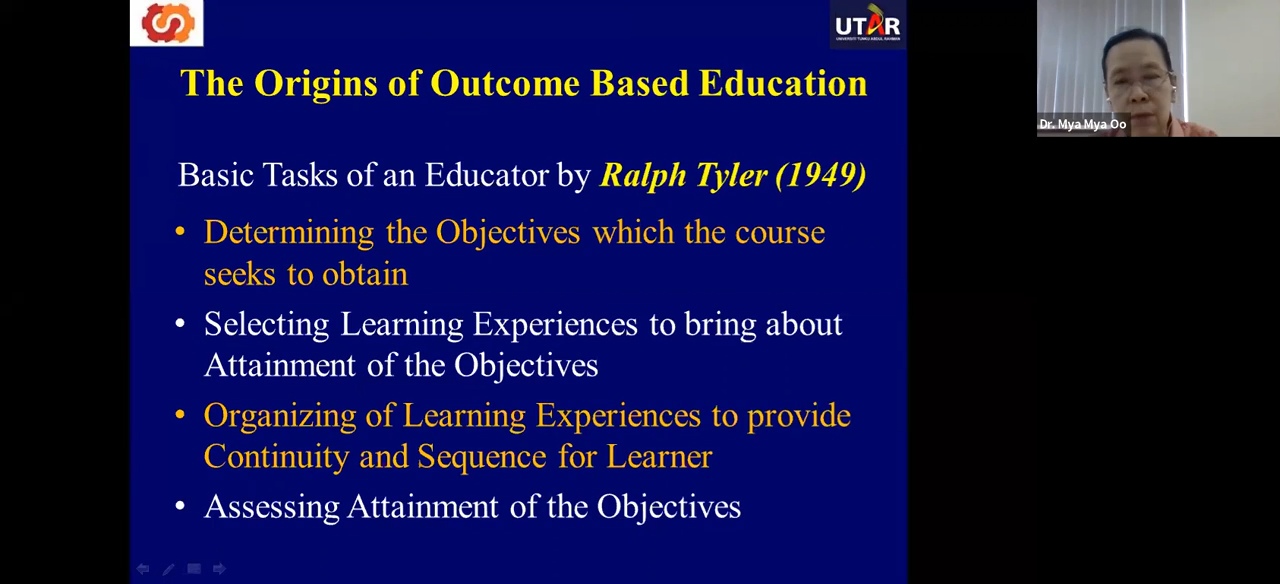 UTAR
UNIVERSITI TUNKU ABDUL RAHMAN
The Origins of Outcome Based Education
Dr. Mya Mya Oo
Basic Tasks of an Educator by Ralph Tyler (1949)
• Determining the Objectives which the course
seeks to obtain
• Selecting Learning Experiences to bring about
Attainment of the Objectives
• Organizing of Learning Experiences to provide
Continuity and Sequence for Learner
• Assessing Attainment of the Objectives